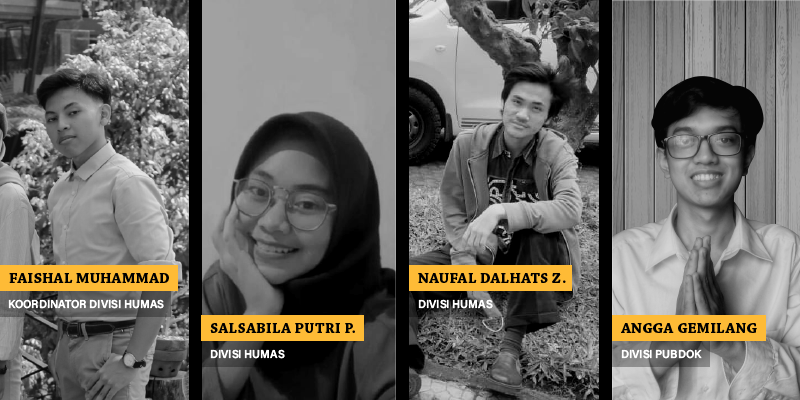 FAISHAL MUHAMMAD
KOORDINATOR DIVISI HUMAS
SALSABILA PUTRI P.
DIVISI HUMAS
NAUFAL DALHATS Z.
DIVISI HUMAS
ANGGA GEMILANG
DIVISI PUBDOK